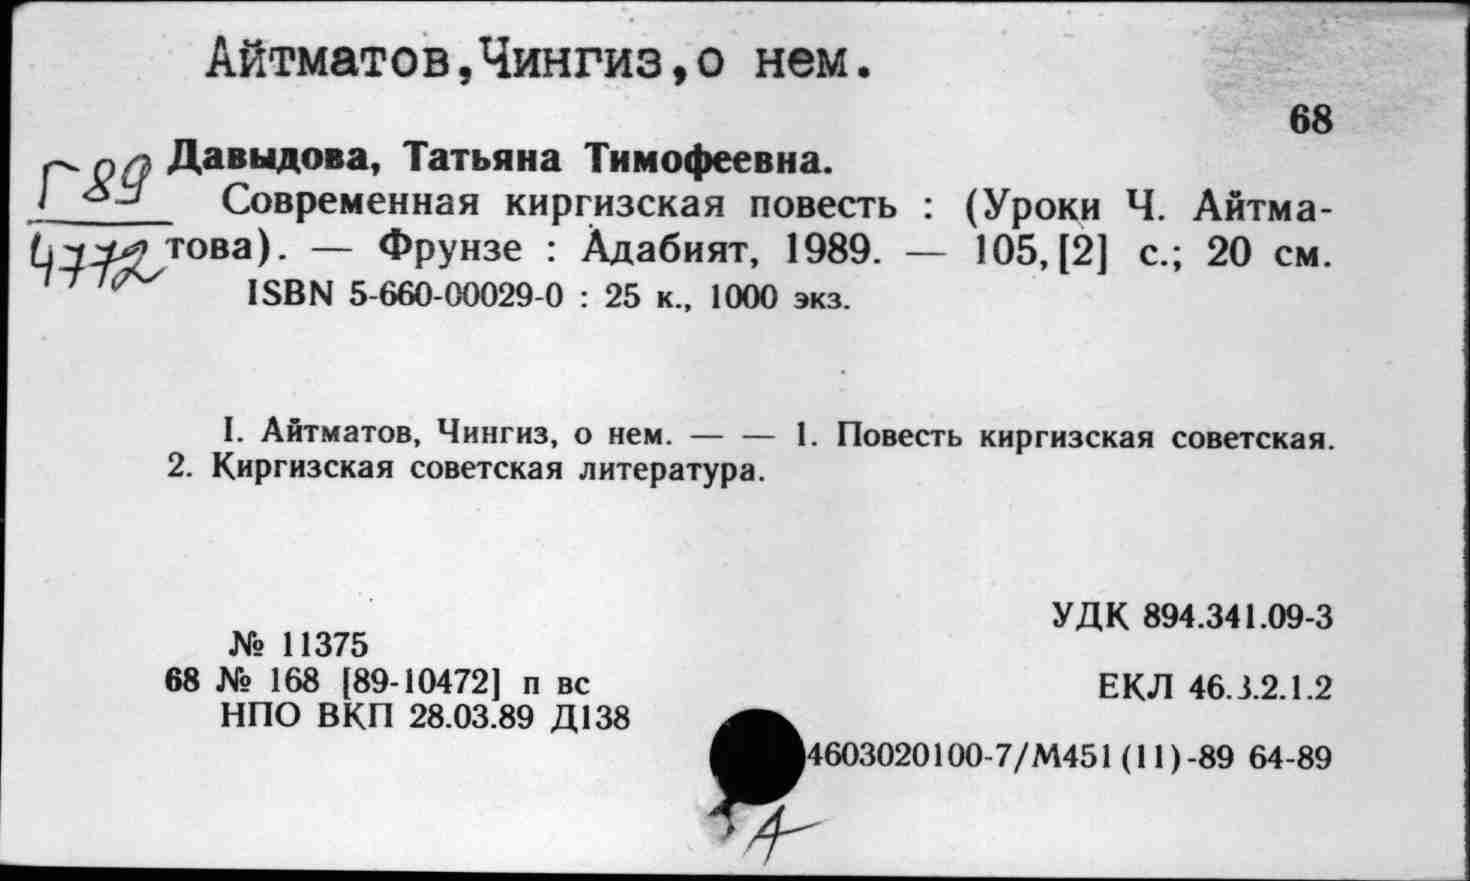 Айтматов,Чингиз,о нем.
68
Г89
4772
Давыдова, Татьяна Тимофеевна.
Современная киргизская повесть : (Уроки Ч. Айтма-
това). — Фрунзе : Адабият, 1989. — 105, [2] с.; 20 см.
ISBN 5-660-00029-0 : 25 к., 1000 экз.
I. Айтматов, Чингиз, о нем. — — 1. Повесть киргизская советская.
2. Киргизская советская литература.
УДК 894.341.09-3
№ 11375
68 № 168 [89-10472] п вс
ЕКЛ 46.3.2.1.2
НПО ВКП 28.03.89 Д138
4603020100-7/М451(11)-89 64-89